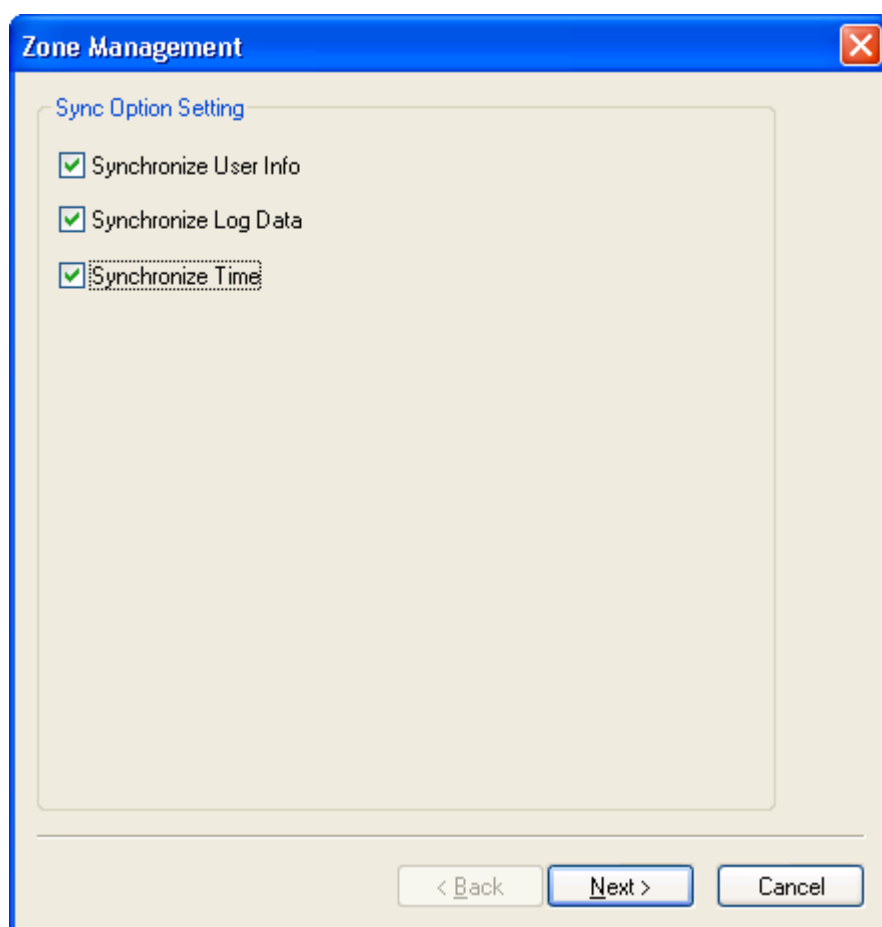 Zone Management
Sync Option Setting
Synchronize User Info
Synchronize Log Data
Synchronize Time
< Back Next > Cancel